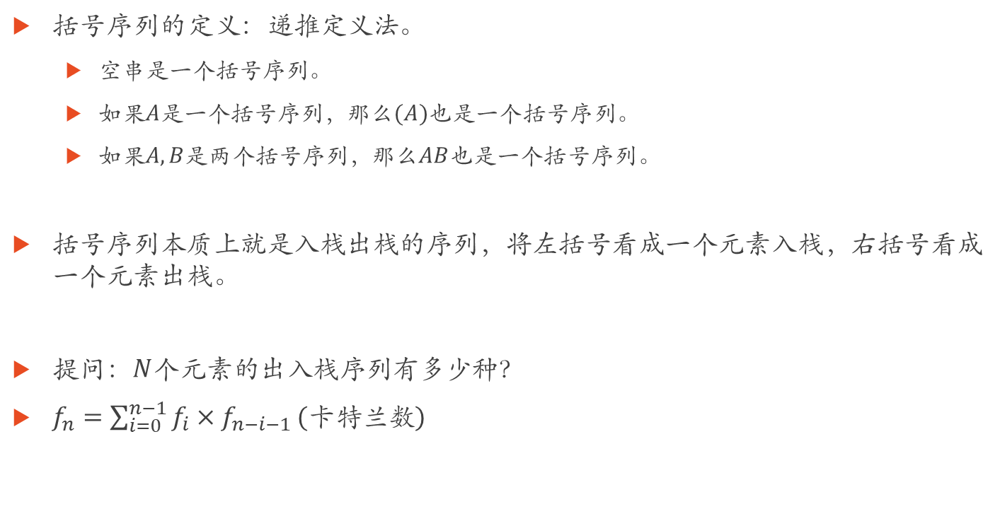 ▶ 括号序列的定义：递推定义法。
▶ 空串是一个括号序列。
▶ 如果A是一个括号序列，那么(A)也是一个括号序列。
▶ 如果A,B是两个括号序列，那么AB也是一个括号序列。
▶ 括号序列本质上就是入栈出栈的序列，将左括号看成一个元素入栈，右括号看成
一个元素出栈。
▶ 提问：N个元素的出入栈序列有多少种？
▶ $f_n = \sum_{i=0}^{n-1} f_i \times f_{n-i-1}$ (卡特兰数)